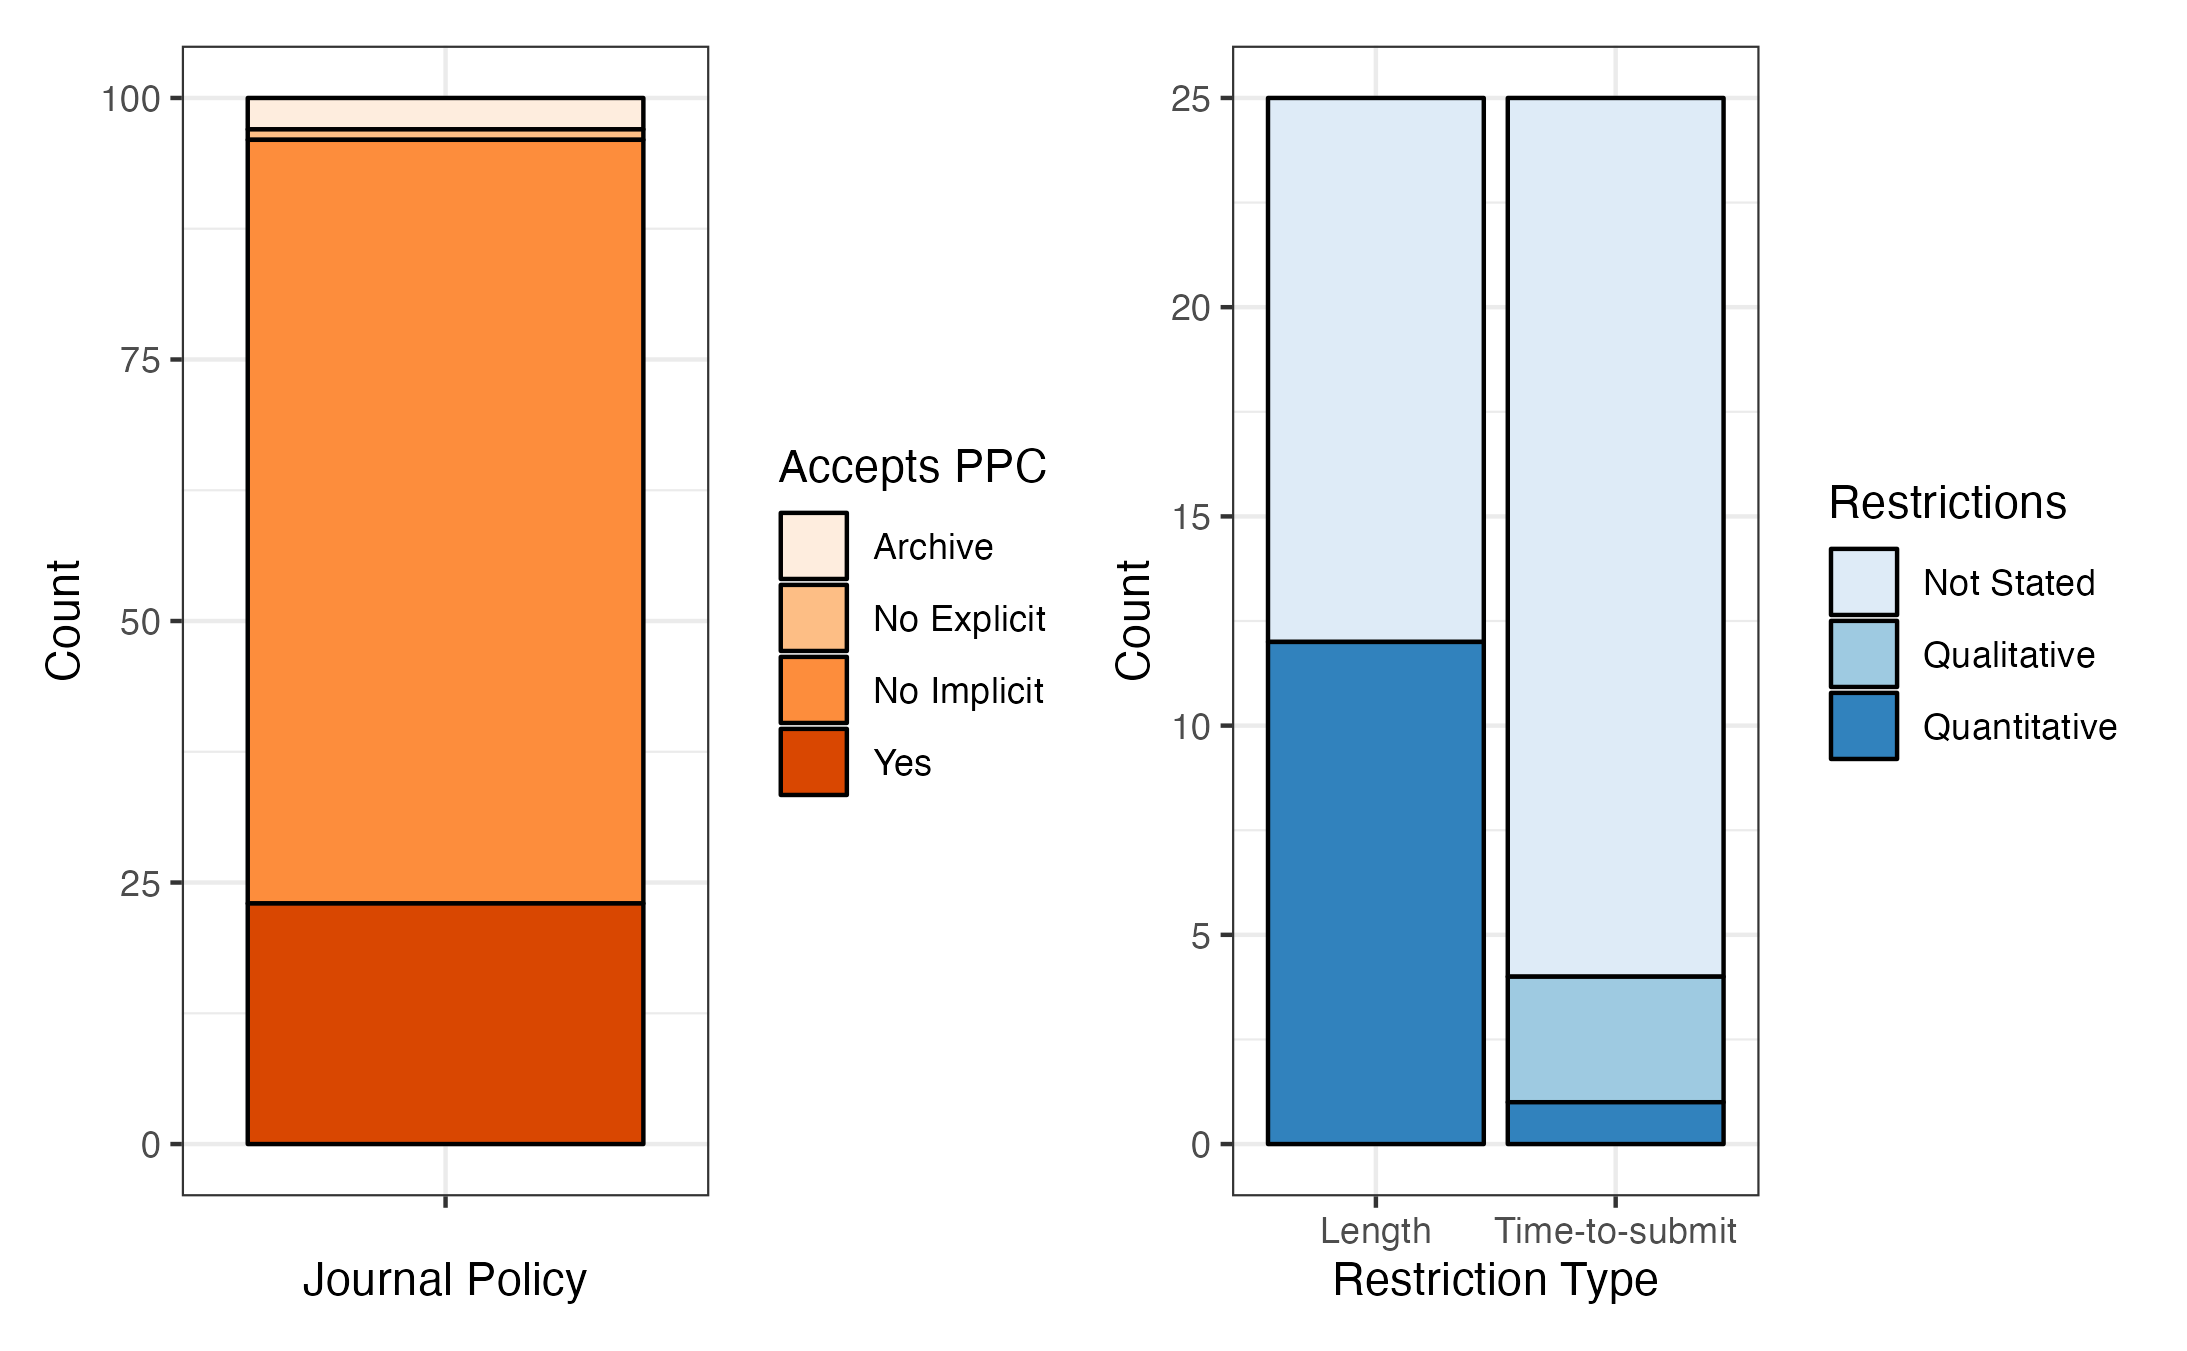 100
75
50
25
0
Count
Journal Policy
Accepts PPC
Archive
No Explicit
No Implicit
Yes
25
20
15
10
5
0
Count
Length
Time-to-submit
Restriction Type
Restrictions
Not Stated
Qualitative
Quantitative